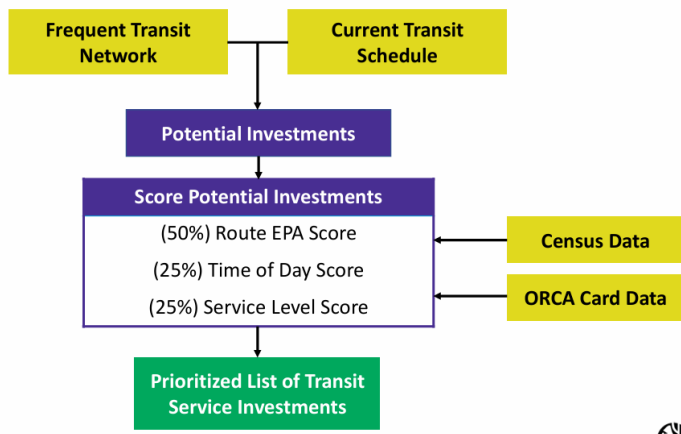 Frequent Transit
Network
Current Transit
Schedule
Potential Investments
Score Potential Investments
(50%) Route EPA Score
(25%) Time of Day Score
(25%) Service Level Score
Census Data
ORCA Card Data
Prioritized List of Transit
Service Investments